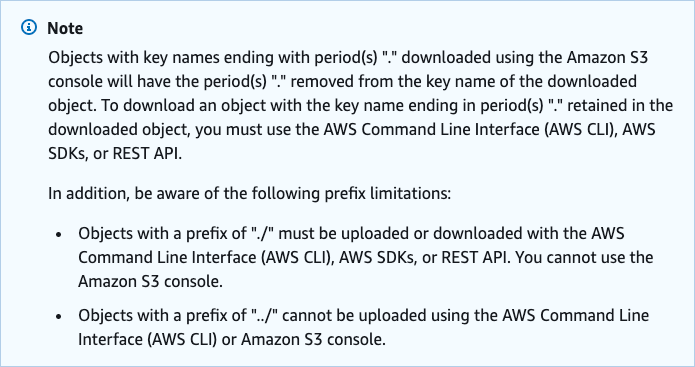 Note
Objects with key names ending with period(s) "." downloaded using the Amazon S3
console will have the period(s) "." removed from the key name of the downloaded
object. To download an object with the key name ending in period(s) "." retained in the
downloaded object, you must use the AWS Command Line Interface (AWS CLI), AWS
SDKs, or REST API.
In addition, be aware of the following prefix limitations:
• Objects with a prefix of "./" must be uploaded or downloaded with the AWS
Command Line Interface (AWS CLI), AWS SDKs, or REST API. You cannot use the
Amazon S3 console.
• Objects with a prefix of "../" cannot be uploaded using the AWS Command Line
Interface (AWS CLI) or Amazon S3 console.